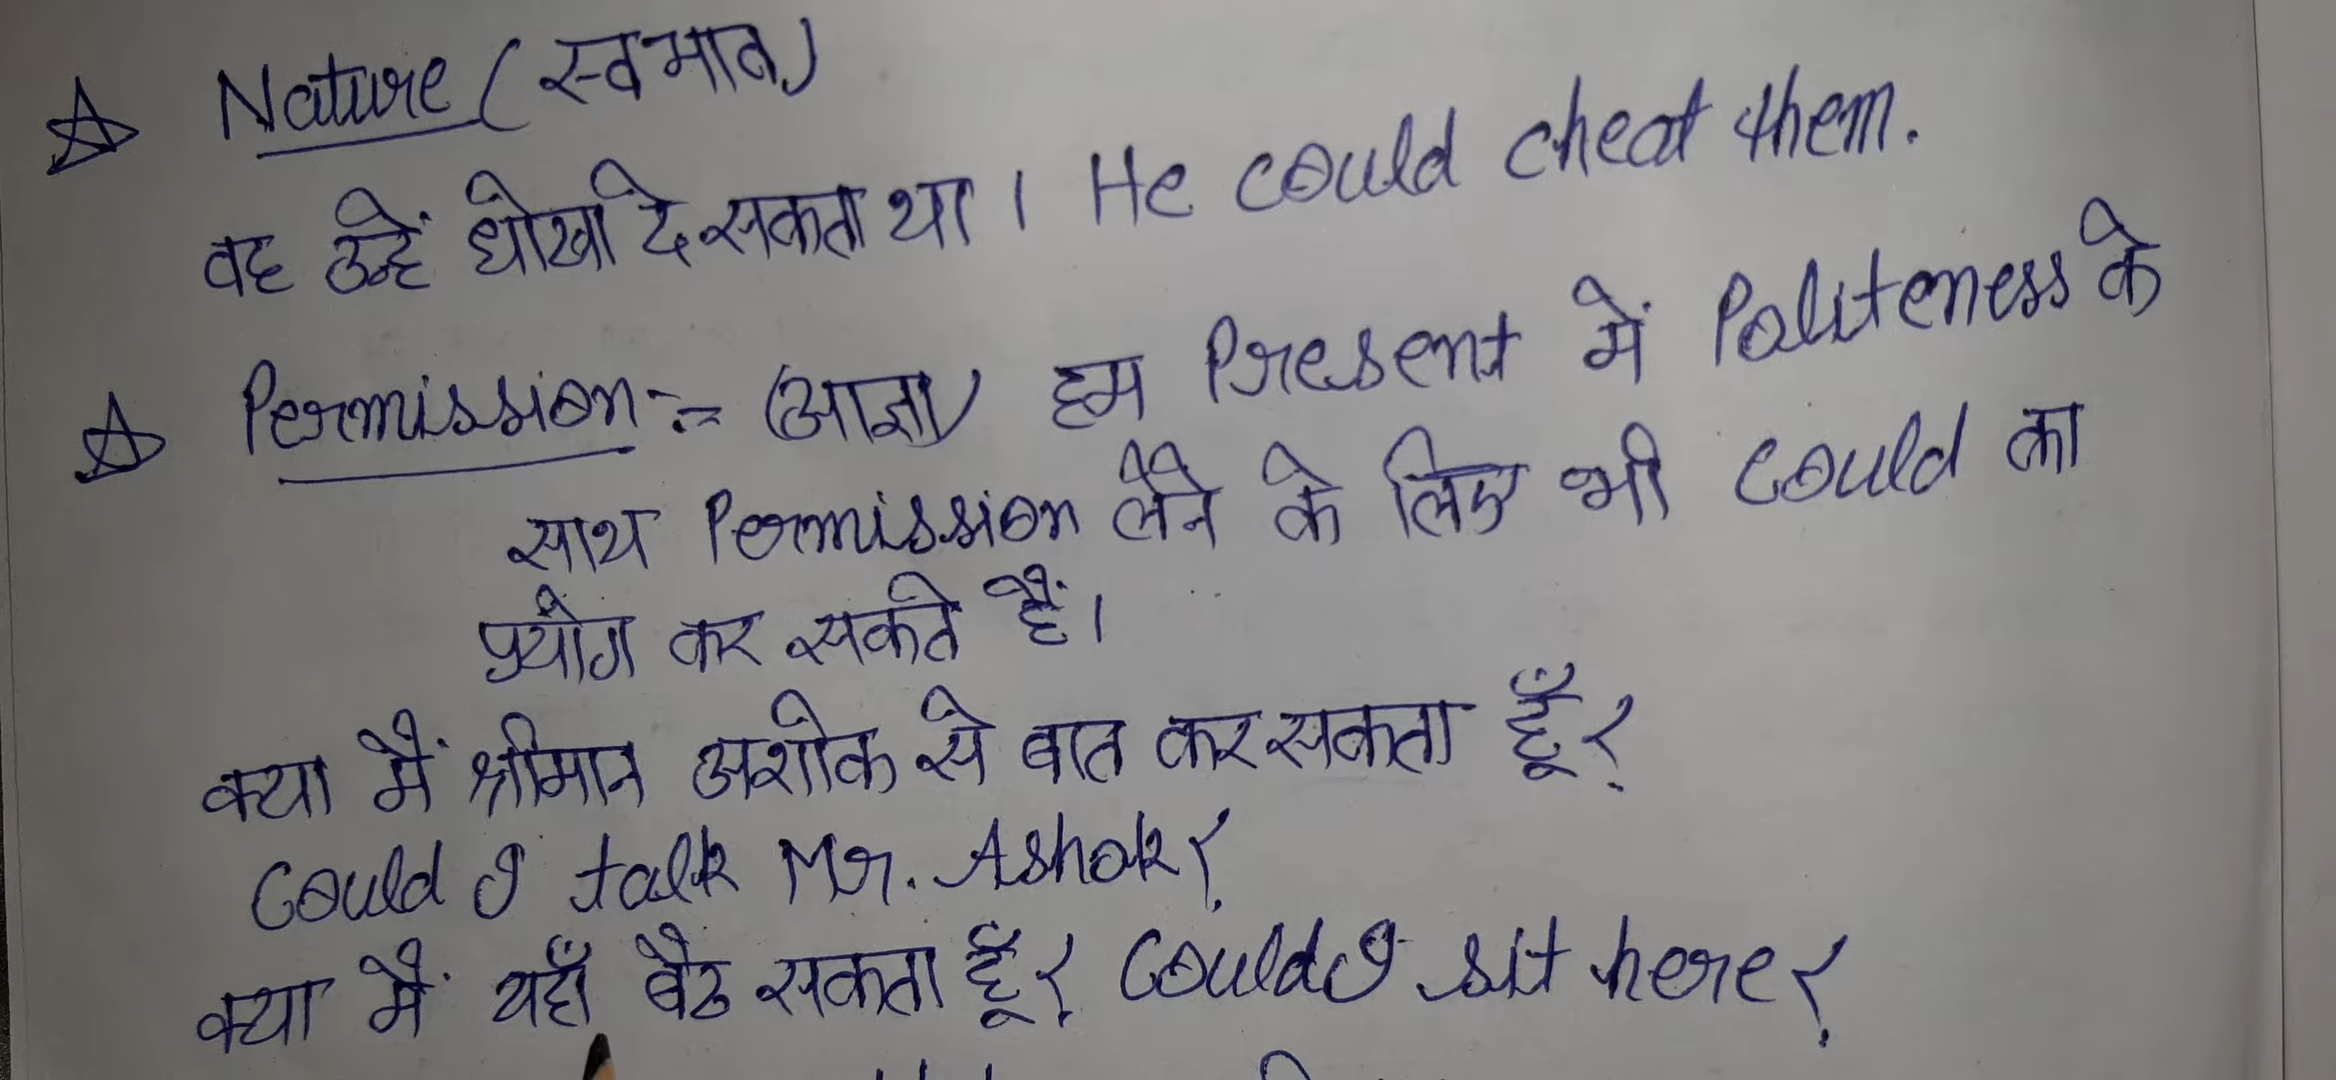 ☆ Nature (स्वभाव)
वह उन्हें धोखा दे सकता था। He could cheat them.
☆ Permission :- (आज्ञा) हम Present में Politeness के
साथ Permission लेने के लिए भी could का
प्रयोग कर सकते हैं।
क्या मैं श्रीमान अशोक से बात कर सकता हूँ?
Could I talk Mr. Ashok?
क्या मैं यहाँ बैठ सकता हूँ? Could I sit here?